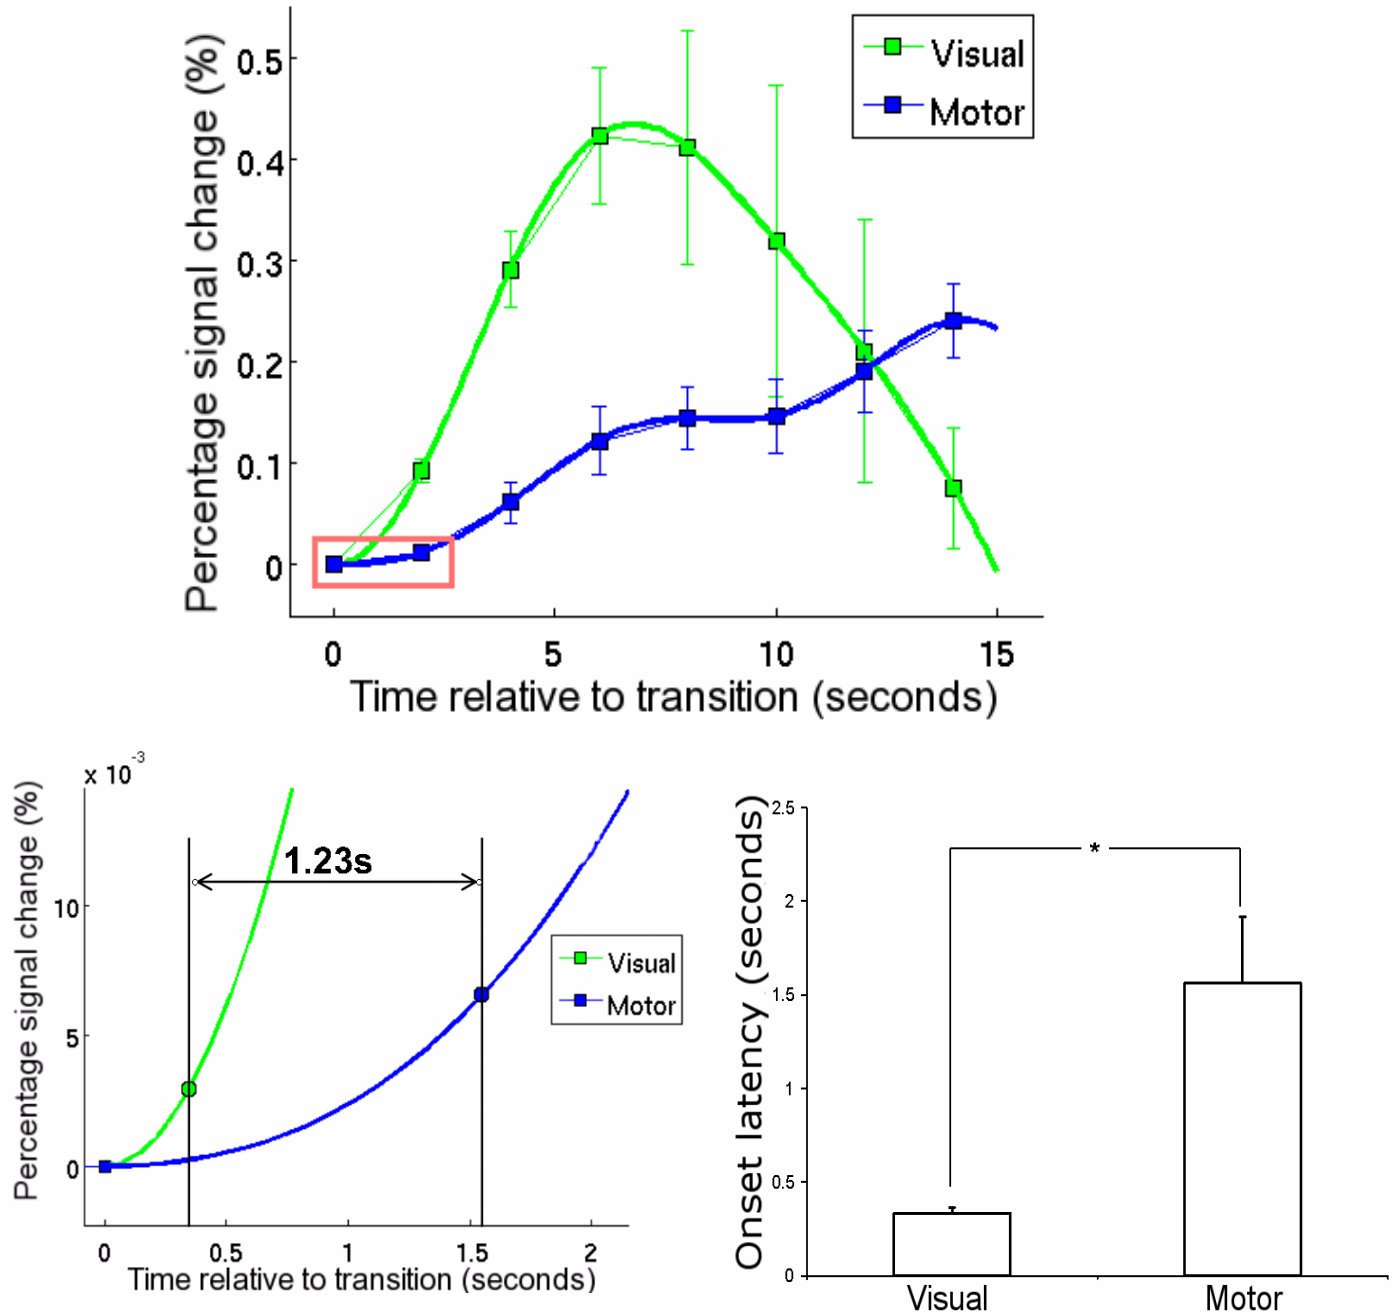 Percentage signal change (%)
0.5
0.4
0.3
0.2
0.1
0
Visual
Motor
0 5 10 15
Time relative to transition (seconds)
x 10-3
Percentage signal change (%)
10
5
0
1.23s
Visual
Motor
0 0.5 1 1.5 2
Time relative to transition (seconds)
Onset latency (seconds)
2.5
2
1.5
1
0.5
0
*
Visual Motor